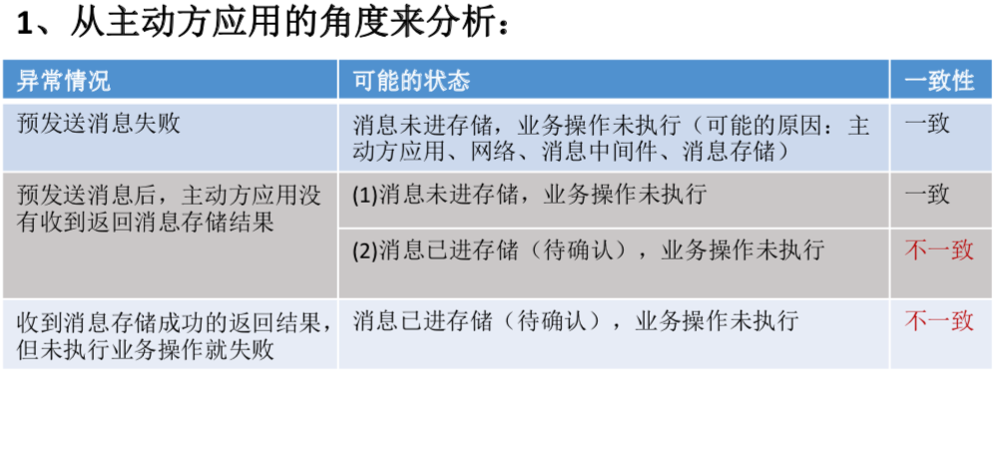 1、从主动方应用的角度来分析：
异常情况
可能的状态
一致性
预发送消息失败
消息未进存储，业务操作未执行（可能的原因：主
动方应用、网络、消息中间件、消息存储）
一致
预发送消息后，主动方应用没
有收到返回消息存储结果
(1)消息未进存储，业务操作未执行
一致
(2)消息已进存储（待确认），业务操作未执行
不一致
收到消息存储成功的返回结果，
但未执行业务操作就失败
消息已进存储（待确认），业务操作未执行
不一致